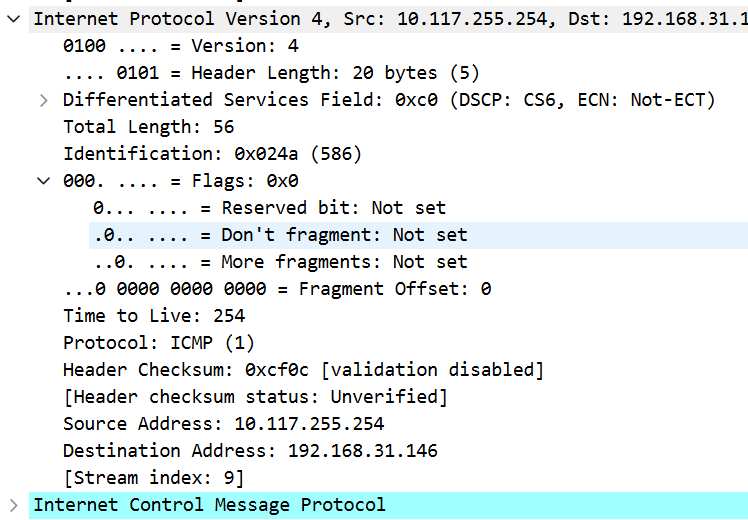 Internet Protocol Version 4, Src: 10.117.255.254, Dst: 192.168.31.1
0100 .... = Version: 4
.... 0101 = Header Length: 20 bytes (5)
Differentiated Services Field: 0xc0 (DSCP: CS6, ECN: Not-ECT)
Total Length: 56
Identification: 0x024a (586)
000. .... = Flags: 0x0
0... .... = Reserved bit: Not set
.0.. .... = Don't fragment: Not set
..0. .... = More fragments: Not set
...0 0000 0000 0000 = Fragment Offset: 0
Time to Live: 254
Protocol: ICMP (1)
Header Checksum: 0xcf0c [validation disabled]
[Header checksum status: Unverified]
Source Address: 10.117.255.254
Destination Address: 192.168.31.146
[Stream index: 9]
Internet Control Message Protocol